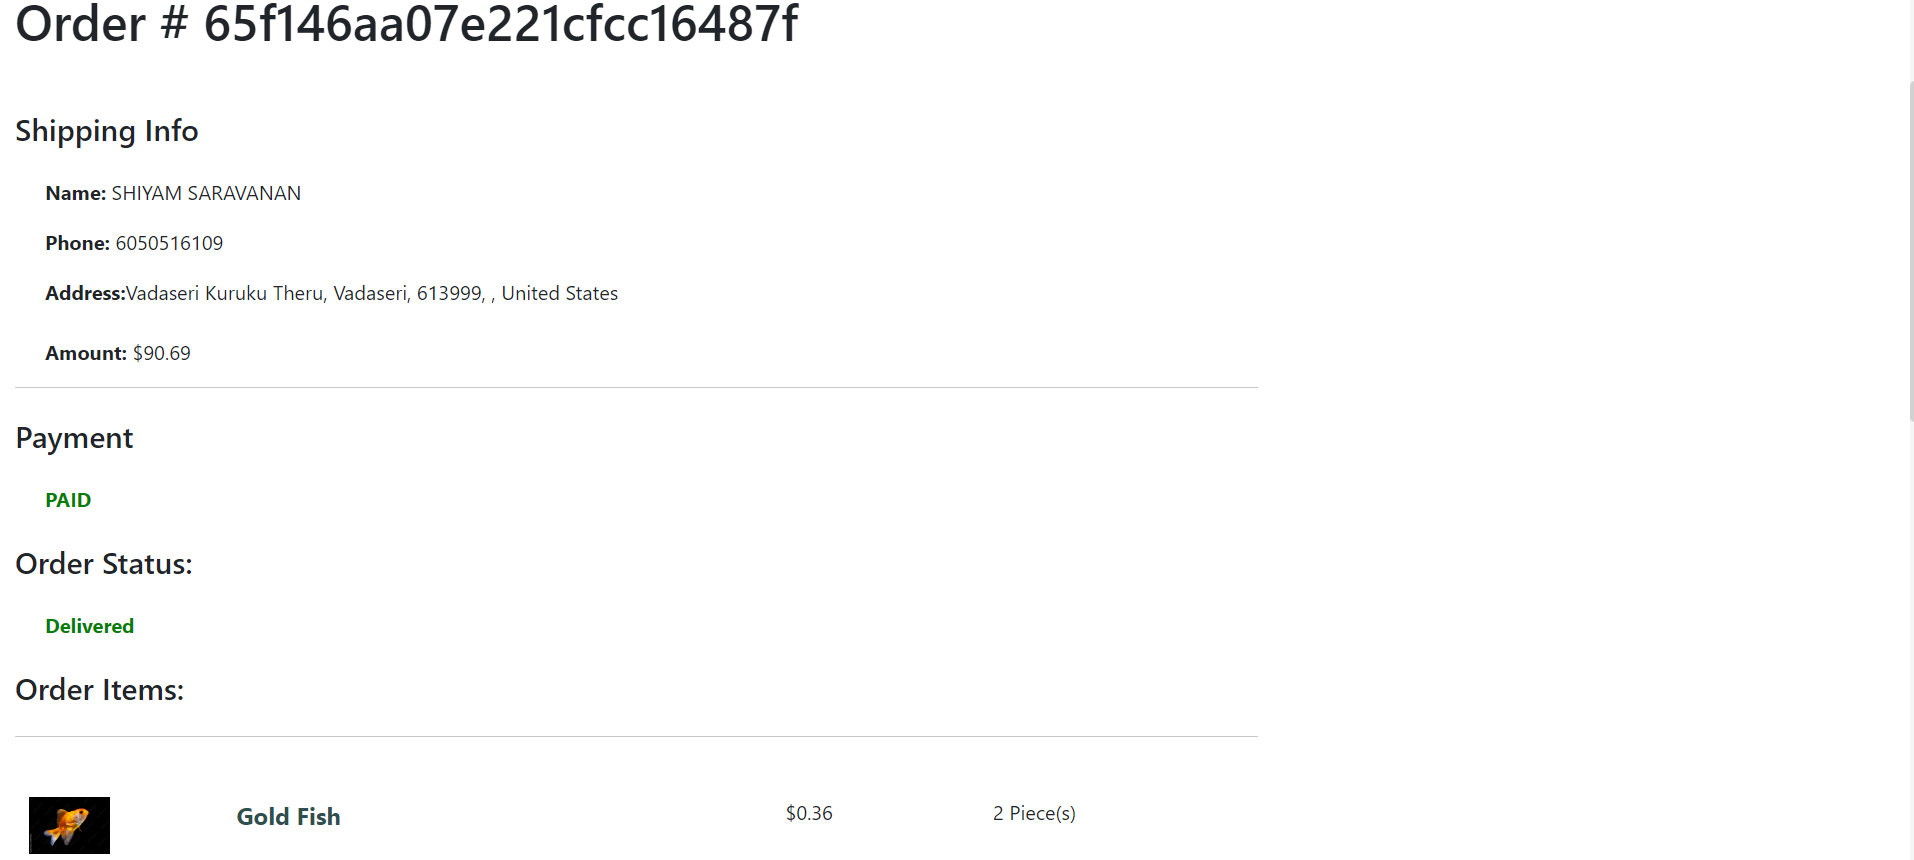 Order # 65f146aa07e221cfcc16487f
Shipping Info
Name: SHIYAM SARAVANAN
Phone: 6050516109
Address:Vadaseri Kuruku Theru, Vadaseri, 613999, , United States
Amount: $90.69
Payment
PAID
Order Status:
Delivered
Order Items:
Gold Fish $0.36 2 Piece(s)